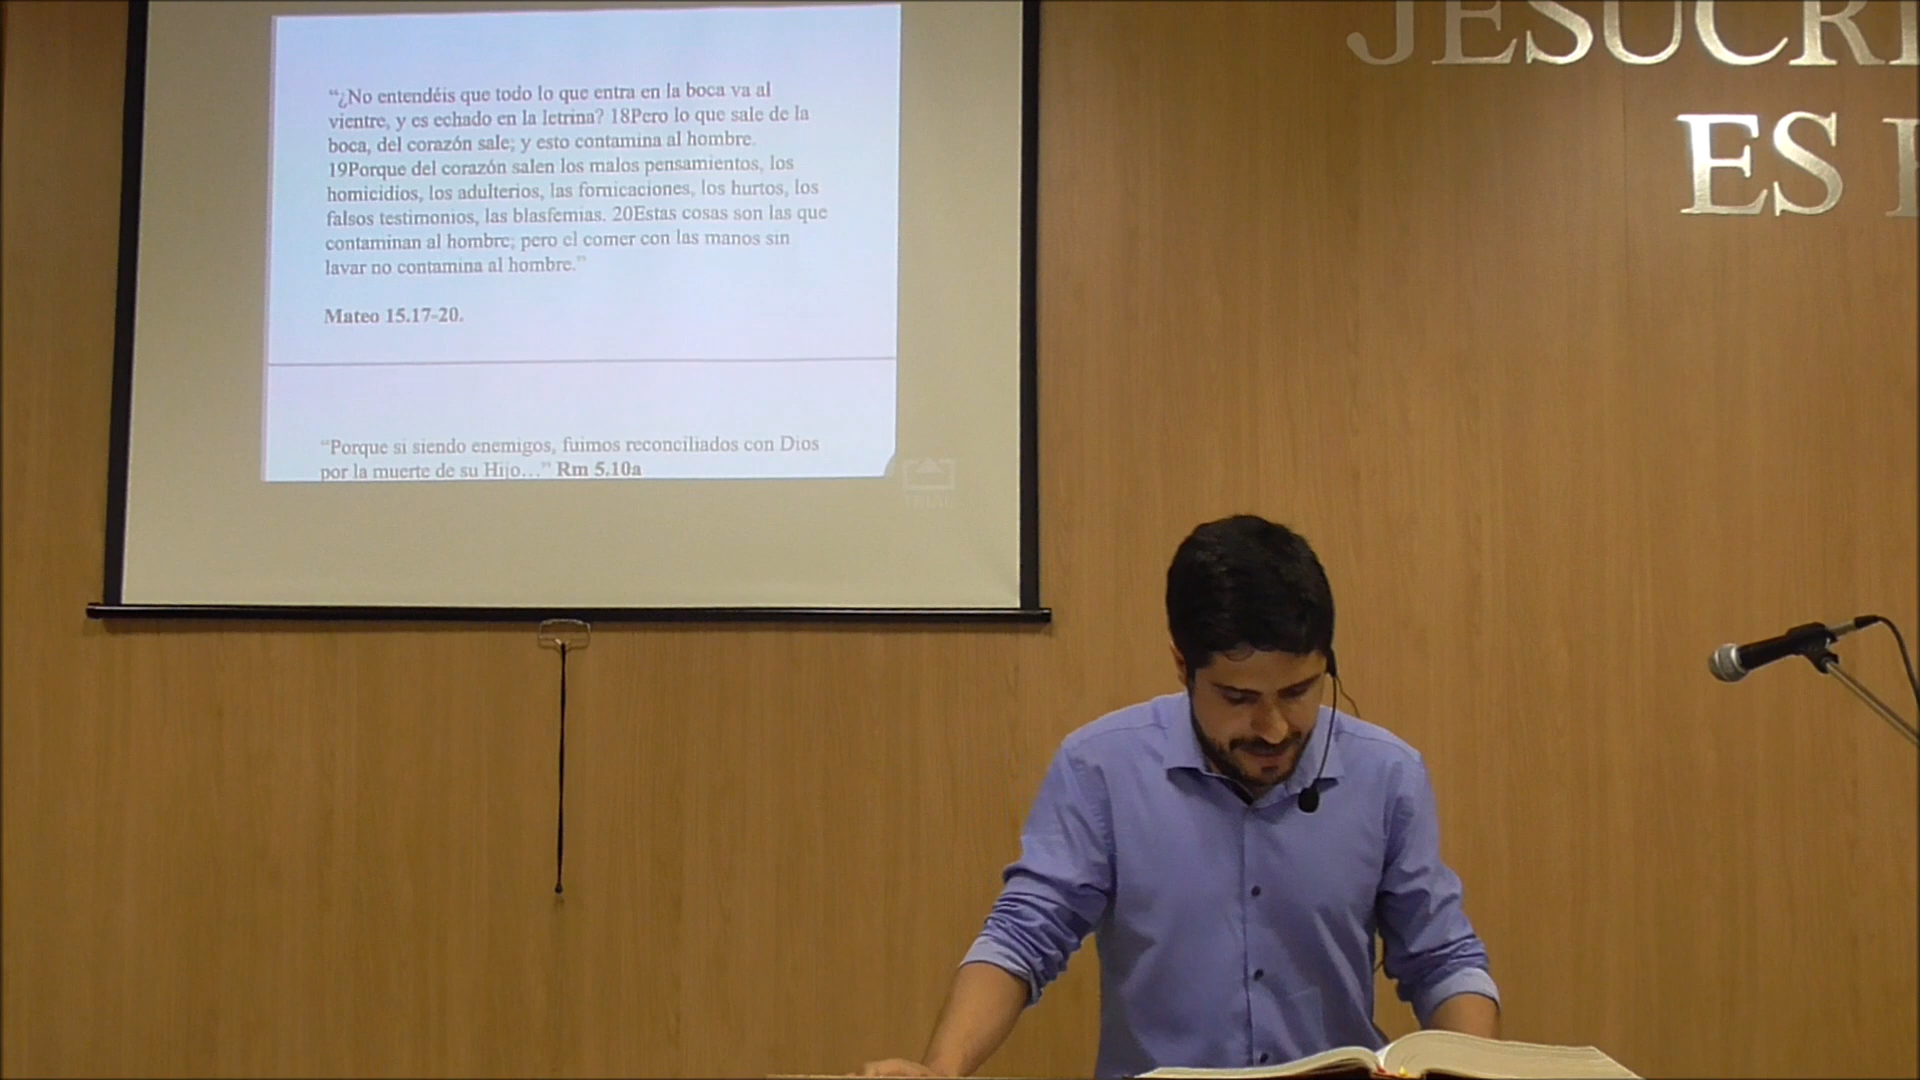 “¿No entendéis que todo lo que entra en la boca va al
vientre, y es echado en la letrina? 18Pero lo que sale de la
boca, del corazón sale; y esto contamina al hombre.
19Porque del corazón salen los malos pensamientos, los
homicidios, los adulterios, las fornicaciones, los hurtos, los
falsos testimonios, las blasfemias. 20Estas cosas son las que
contaminan al hombre; pero el comer con las manos sin
lavar no contamina al hombre.”
Mateo 15.17-20.
“Porque si siendo enemigos, fuimos reconciliados con Dios
por la muerte de su Hijo…” Rm 5.10a
TRIAL
JESUCRI
ES